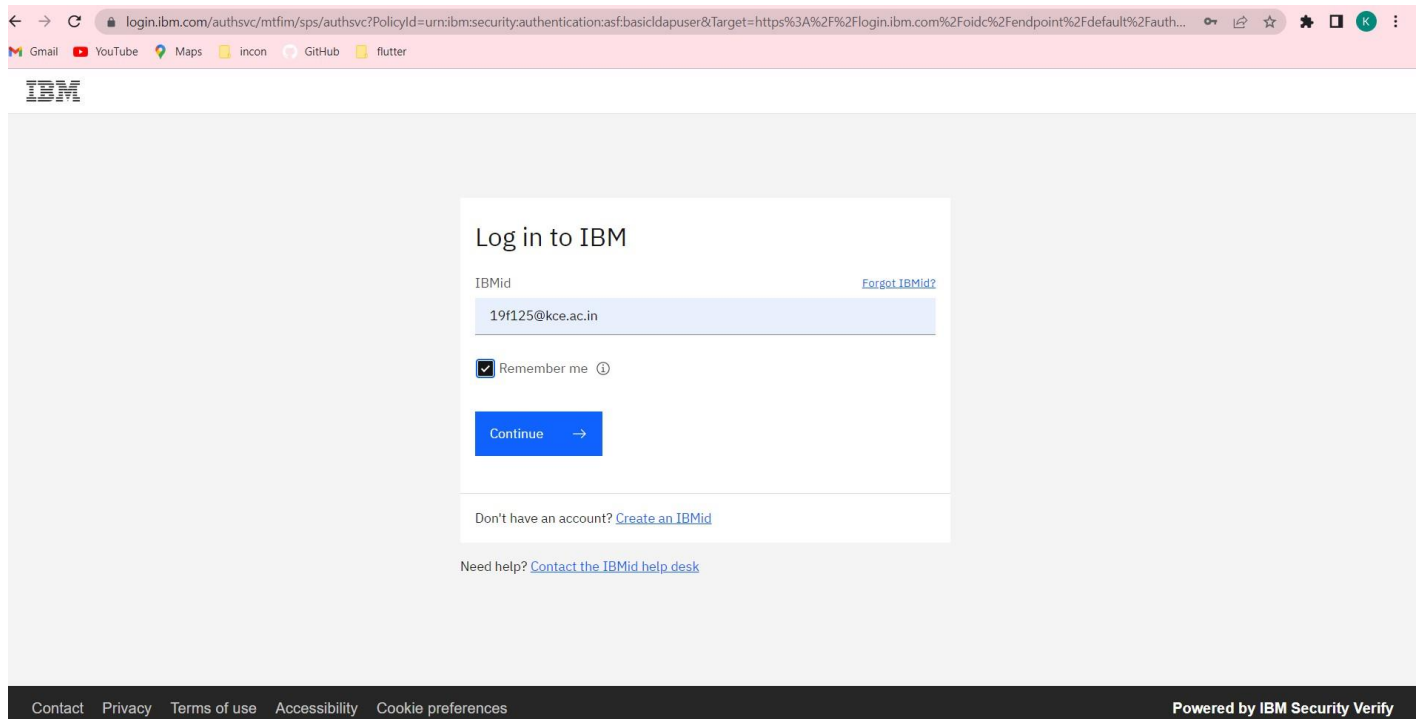 login.ibm.com/authsvc/mtfim/sps/authsvc?PolicyId=urn:ibm:security:authentication:asf:basicldapuser&Target=https%3A%2F%2Flogin.ibm.com%2Foidc%2Fendpoint%2Fdefault%2Fauth... K
Gmail YouTube Maps incon GitHub flutter
IBM
Log in to IBM
IBMid Forgot IBMid?
19f125@kce.ac.in
Remember me
Continue
Don't have an account? Create an IBMid
Need help? Contact the IBMid help desk
Contact Privacy Terms of use Accessibility Cookie preferences Powered by IBM Security Verify